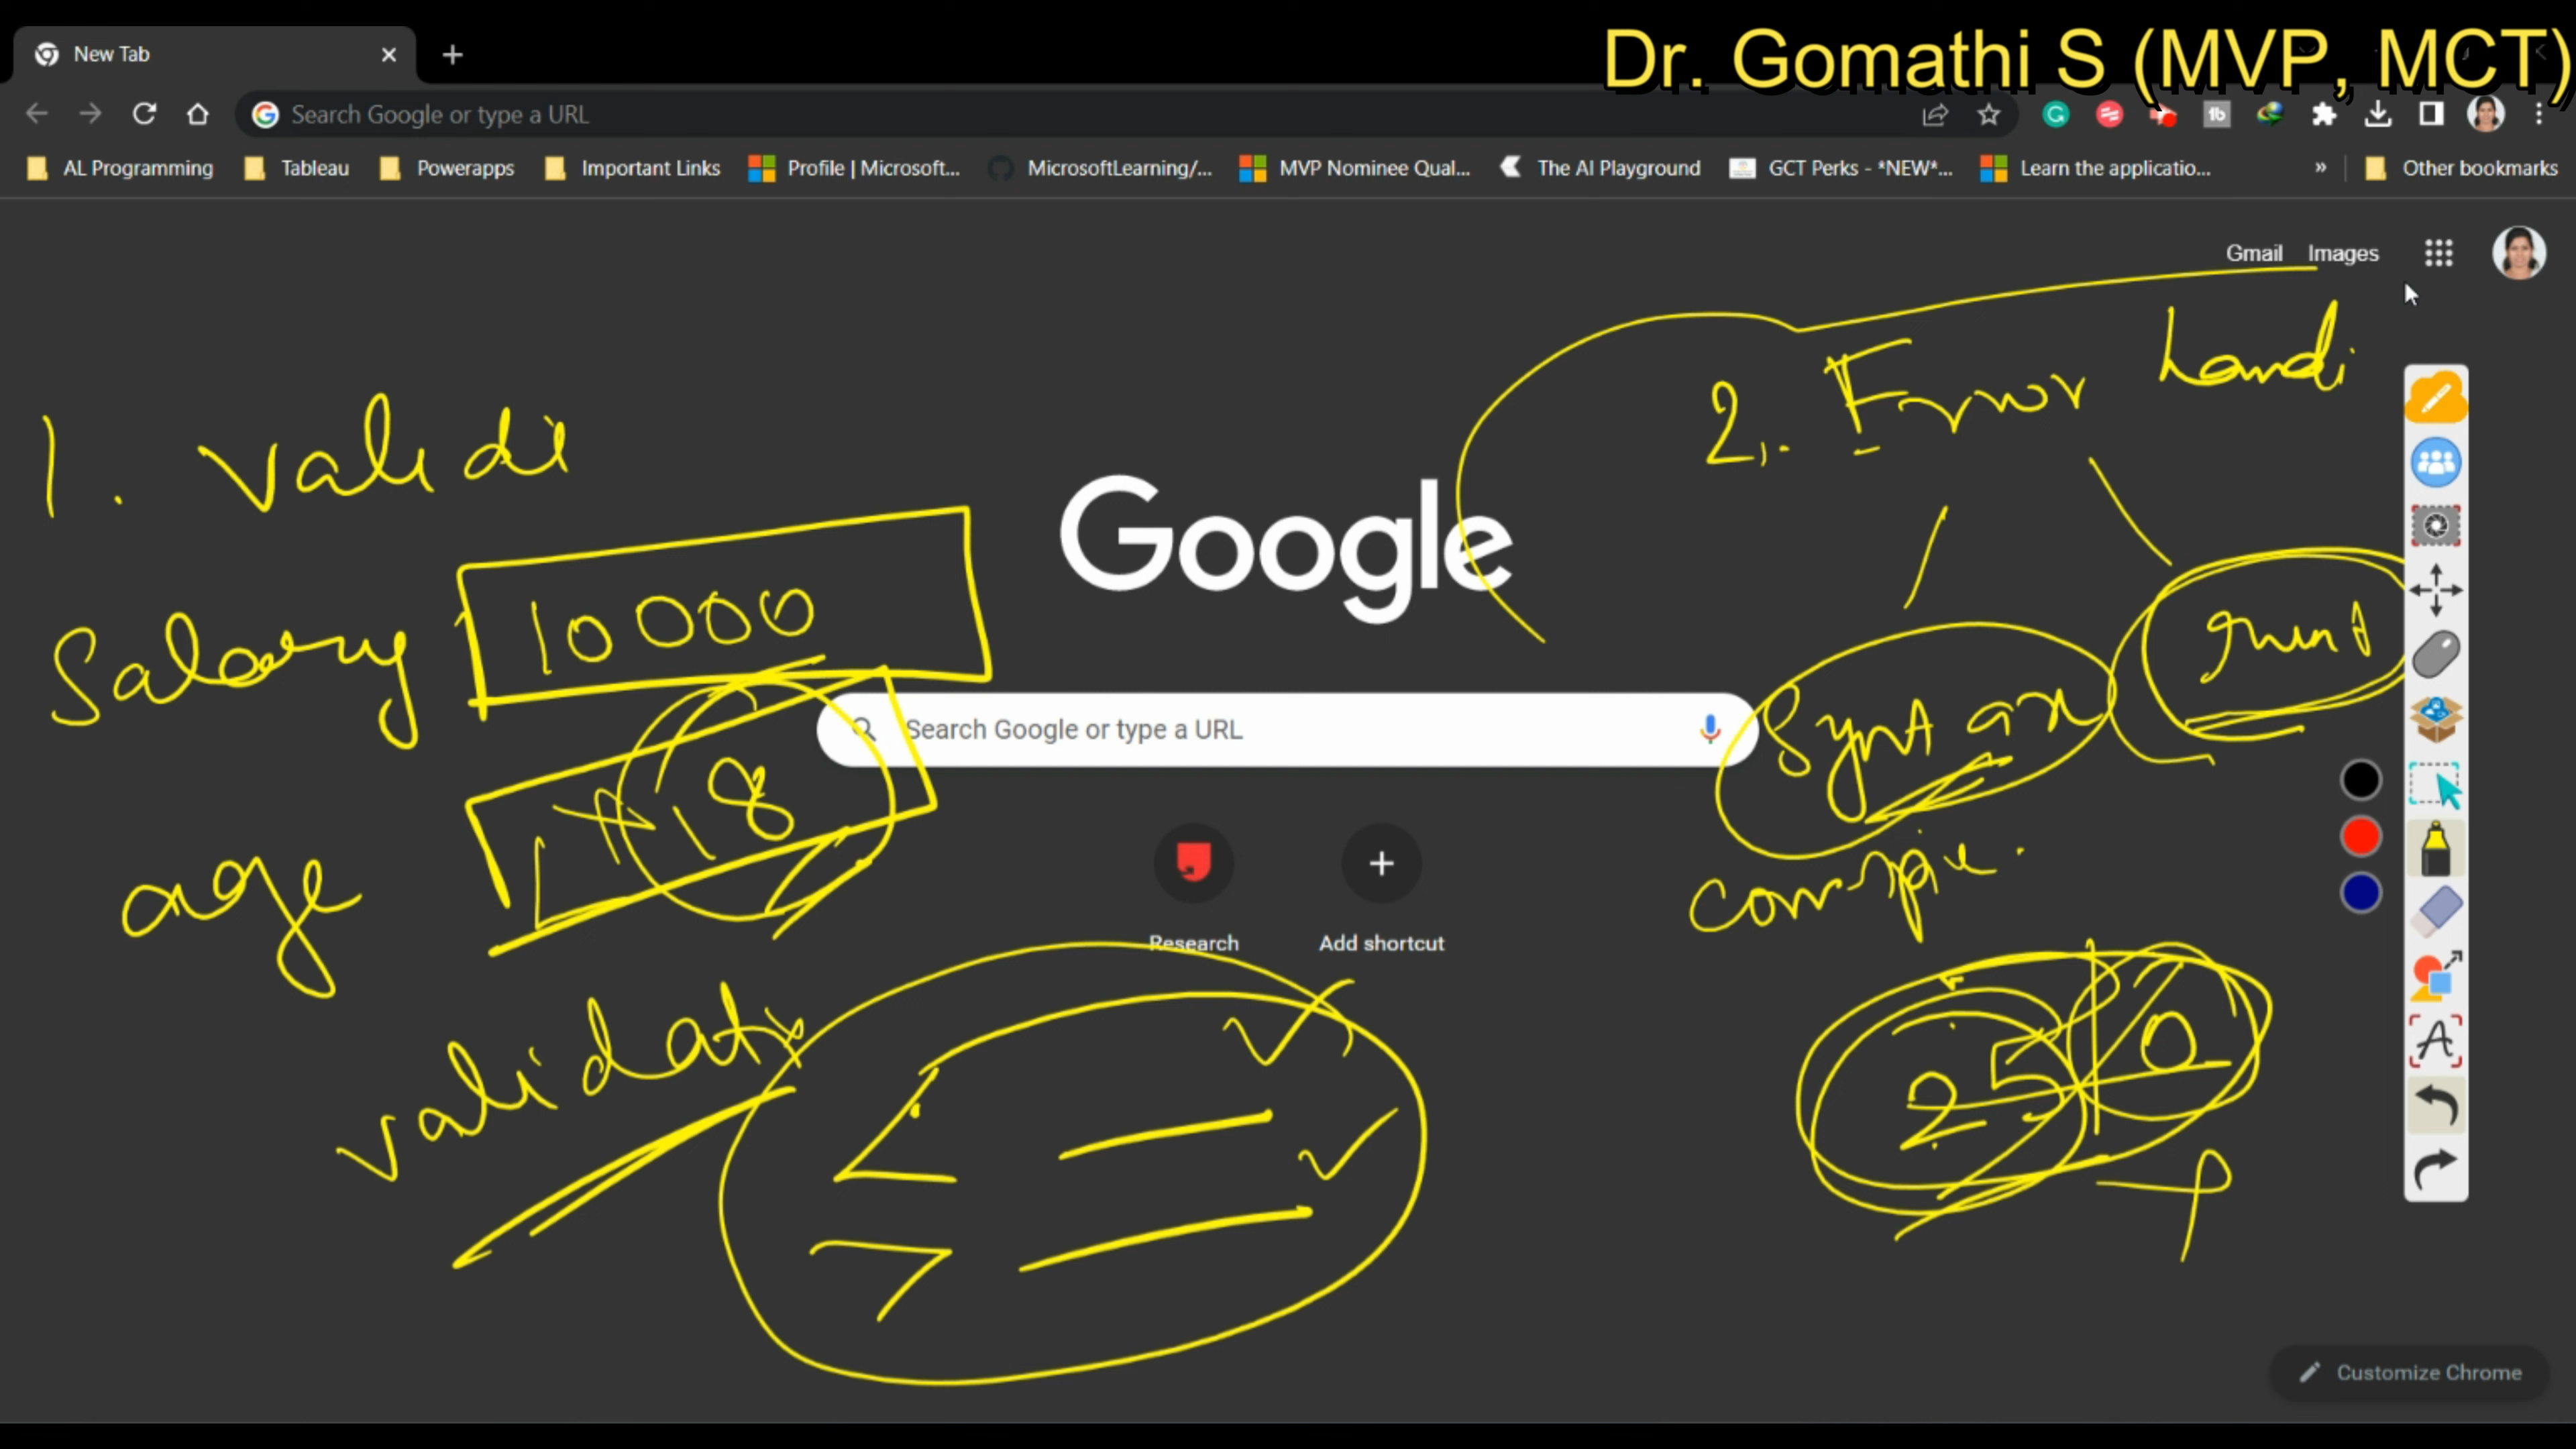 New Tab
Dr. Gomathi S (MVP, MCT)
Search Google or type a URL
AL Programming
Tableau
Powerapps
Important Links
Profile | Microsoft...
MicrosoftLearning/...
MVP Nominee Qual...
The AI Playground
GCT Perks - *NEW*...
Learn the applicatio...
»
Other bookmarks
Gmail
Images
1. Validi
2. Error Handi
Google
Salary 10000
Search Google or type a URL
Syntax
age 18
Research
Add shortcut
Validati
25/0
<
>
Customize Chrome